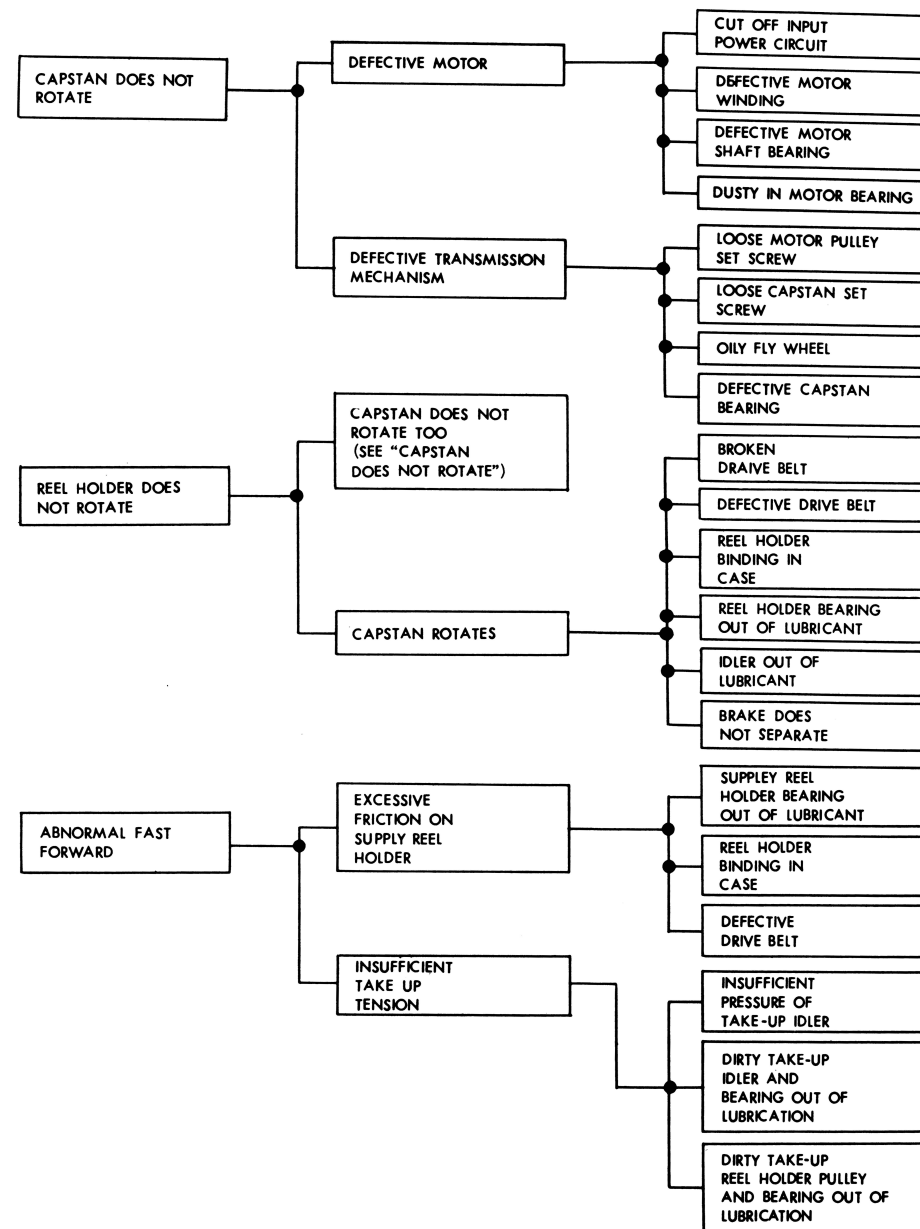 CAPSTAN DOES NOT
ROTATE
DEFECTIVE MOTOR
CUT OFF INPUT
POWER CIRCUIT
DEFECTIVE MOTOR
WINDING
DEFECTIVE MOTOR
SHAFT BEARING
DUSTY IN MOTOR BEARING
DEFECTIVE TRANSMISSION
MECHANISM
LOOSE MOTOR PULLEY
SET SCREW
LOOSE CAPSTAN SET
SCREW
OILY FLY WHEEL
DEFECTIVE CAPSTAN
BEARING
REEL HOLDER DOES
NOT ROTATE
CAPSTAN DOES NOT
ROTATE TOO
(SEE "CAPSTAN
DOES NOT ROTATE")
CAPSTAN ROTATES
BROKEN
DRAIVE BELT
DEFECTIVE DRIVE BELT
REEL HOLDER
BINDING IN
CASE
REEL HOLDER BEARING
OUT OF LUBRICANT
IDLER OUT OF
LUBRICANT
BRAKE DOES
NOT SEPARATE
ABNORMAL FAST
FORWARD
EXCESSIVE
FRICTION ON
SUPPLY REEL
HOLDER
SUPPLEY REEL
HOLDER BEARING
OUT OF LUBRICANT
REEL HOLDER
BINDING IN
CASE
DEFECTIVE
DRIVE BELT
INSUFFICIENT
TAKE UP
TENSION
INSUFFICIENT
PRESSURE OF
TAKE-UP IDLER
DIRTY TAKE-UP
IDLER AND
BEARING OUT OF
LUBRICATION
DIRTY TAKE-UP
REEL HOLDER PULLEY
AND BEARING OUT OF
LUBRICATION